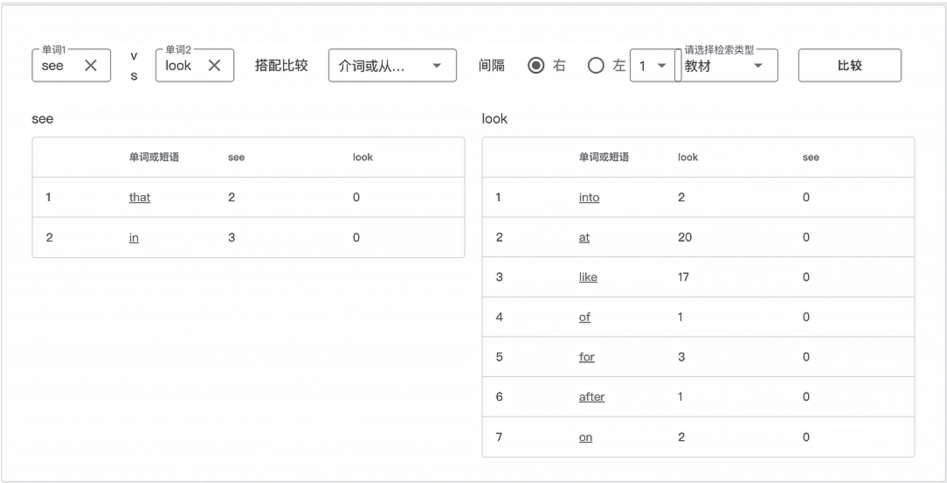 单词1 单词2 请选择检索类型
see v s look 搭配比较 介词或从... 间隔 右 左 1 教材 比较
see
单词或短语 see look
1 that 2 0
2 in 3 0
look
单词或短语 look see
1 into 2 0
2 at 20 0
3 like 17 0
4 of 1 0
5 for 3 0
6 after 1 0
7 on 2 0